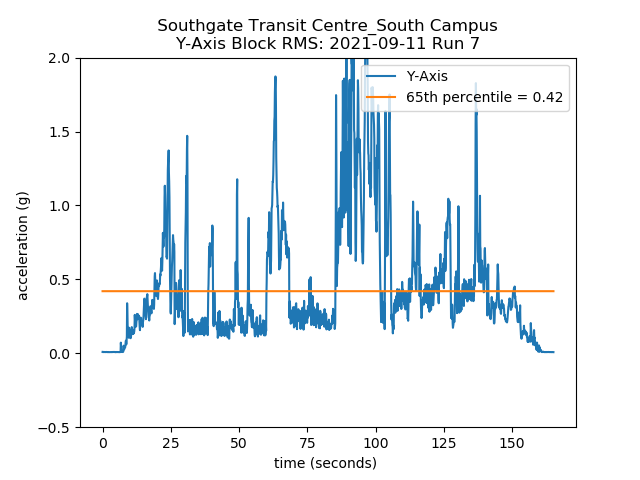 Southgate Transit Centre_South Campus
Y-Axis Block RMS: 2021-09-11 Run 7
2.0
1.5
1.0
0.5
0.0
−0.5
acceleration (g)
Y-Axis
65th percentile = 0.42
0 25 50 75 100 125 150
time (seconds)